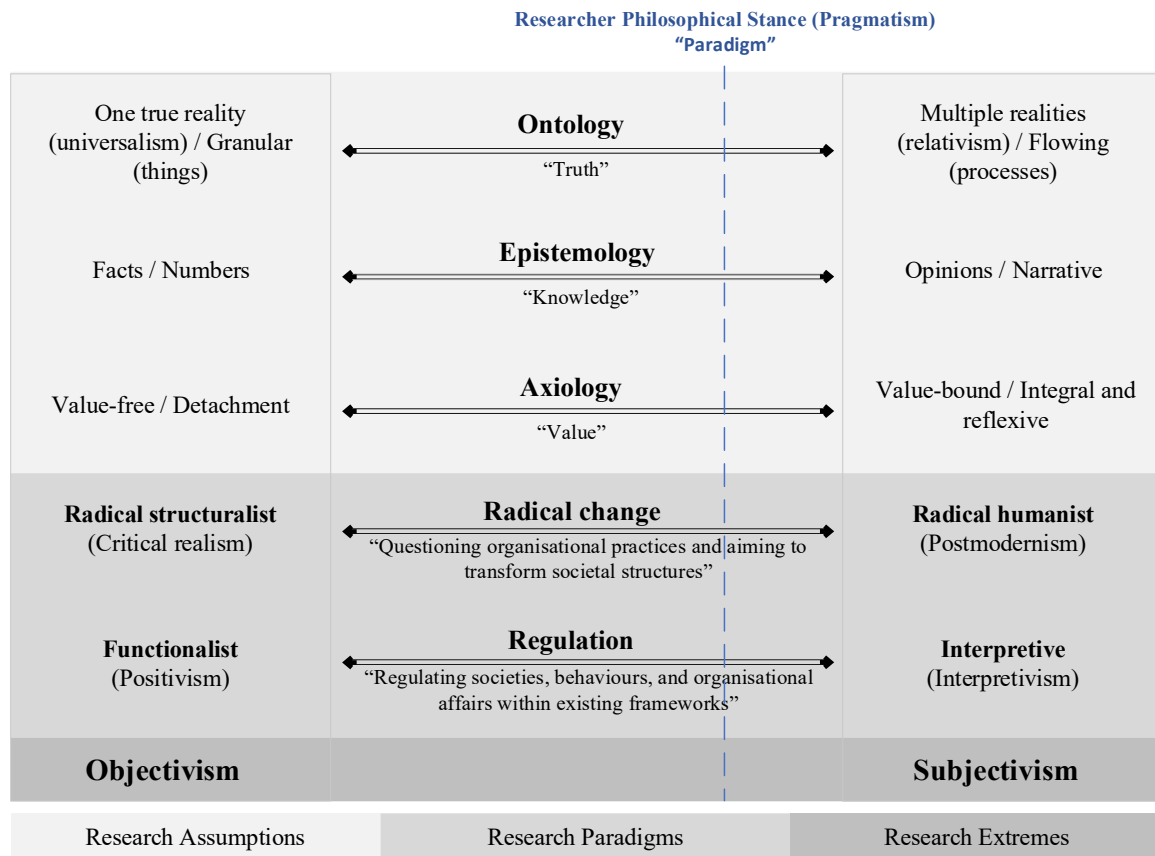 Researcher Philosophical Stance (Pragmatism)
“Paradigm”
One true reality
(universalism) / Granular
(things)
Ontology
“Truth”
Multiple realities
(relativism) / Flowing
(processes)
Facts / Numbers
Epistemology
“Knowledge”
Opinions / Narrative
Value-free / Detachment
Axiology
“Value”
Value-bound / Integral and
reflexive
Radical structuralist
(Critical realism)
Radical change
“Questioning organisational practices and aiming to
transform societal structures”
Radical humanist
(Postmodernism)
Functionalist
(Positivism)
Regulation
“Regulating societies, behaviours, and organisational
affairs within existing frameworks”
Interpretive
(Interpretivism)
Objectivism
Subjectivism
Research Assumptions
Research Paradigms
Research Extremes